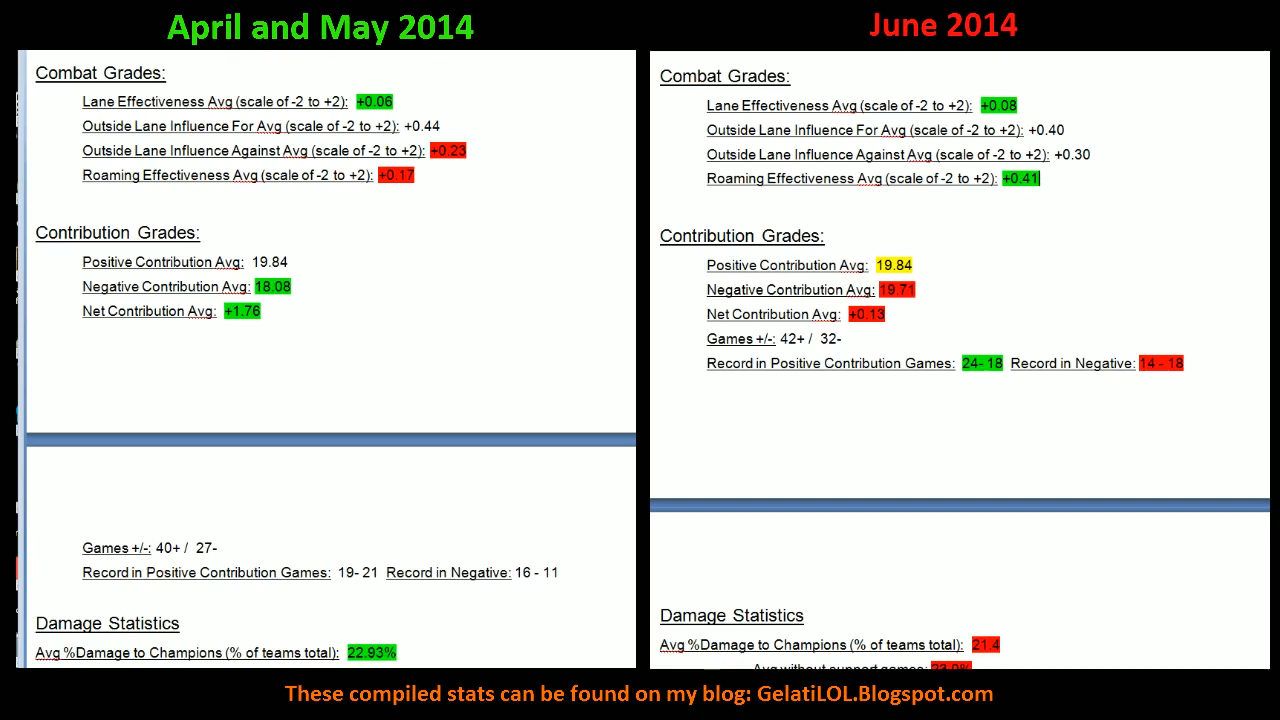 April and May 2014
Combat Grades:
Lane Effectiveness Avg (scale of -2 to +2): +0.06
Outside Lane Influence For Avg (scale of -2 to +2): +0.44
Outside Lane Influence Against Avg (scale of -2 to +2): +0.23
Roaming Effectiveness Avg (scale of -2 to +2): +0.17
Contribution Grades:
Positive Contribution Avg: 19.84
Negative Contribution Avg: 18.08
Net Contribution Avg: +1.76
Games +/-: 40+ / 27-
Record in Positive Contribution Games: 19- 21 Record in Negative: 16 - 11
Damage Statistics
Avg %Damage to Champions (% of teams total): 22.93%
June 2014
Combat Grades:
Lane Effectiveness Avg (scale of -2 to +2): +0.08
Outside Lane Influence For Avg (scale of -2 to +2): +0.40
Outside Lane Influence Against Avg (scale of -2 to +2): +0.30
Roaming Effectiveness Avg (scale of -2 to +2): +0.41
Contribution Grades:
Positive Contribution Avg: 19.84
Negative Contribution Avg: 19.71
Net Contribution Avg: +0.13
Games +/-: 42+ / 32-
Record in Positive Contribution Games: 24- 18 Record in Negative: 14 - 18
Damage Statistics
Avg %Damage to Champions (% of teams total): 21.4
Avg without support games: 23.9%
These compiled stats can be found on my blog: GelatiLOL.Blogspot.com